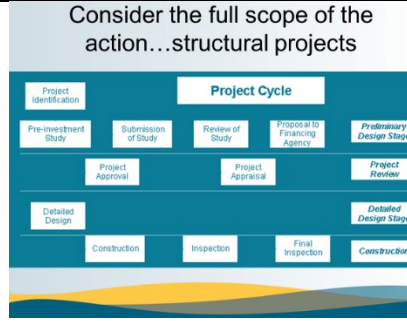 Consider the full scope of the
action…structural projects
Project
Identification
Project Cycle
Pre-investment
Study
Submission
of Study
Review of
Study
Proposal to
Financing
Agency
Preliminary
Design Stage
Project
Approval
Project
Appraisal
Project
Review
Detailed
Design
Detailed
Design Stage
Construction
Inspection
Final
Inspection
Construction